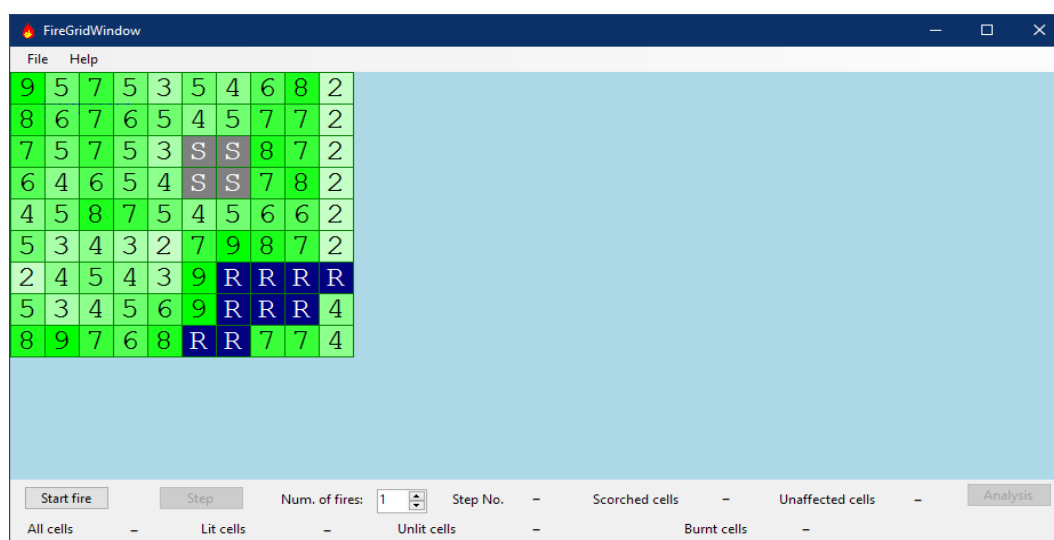 FireGridWindow
File Help
9 5 7 5 3 5 4 6 8 2
8 6 7 6 5 4 5 7 7 2
7 5 7 5 3 S S 8 7 2
6 4 6 5 4 S S 7 8 2
4 5 8 7 5 4 5 6 6 2
5 3 4 3 2 7 9 8 7 2
2 4 5 4 3 9 R R R R
5 3 4 5 6 9 R R R 4
8 9 7 6 8 R R 7 7 4
Start fire Step Num. of fires: 1 Step No. – Scorched cells – Unaffected cells – Analysis
All cells – Lit cells – Unlit cells – Burnt cells –